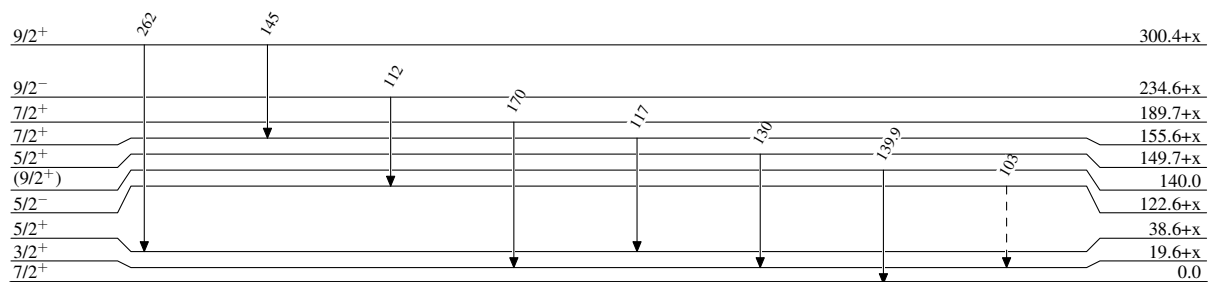 262
145
9/2⁺ 300.4+x
112
9/2⁻ 234.6+x
170
7/2⁺ 189.7+x
117
130
139.9
7/2⁺ 155.6+x
5/2⁺ 149.7+x
103
(9/2⁺) 140.0
5/2⁻ 122.6+x
5/2⁺ 38.6+x
3/2⁺ 19.6+x
7/2⁺ 0.0